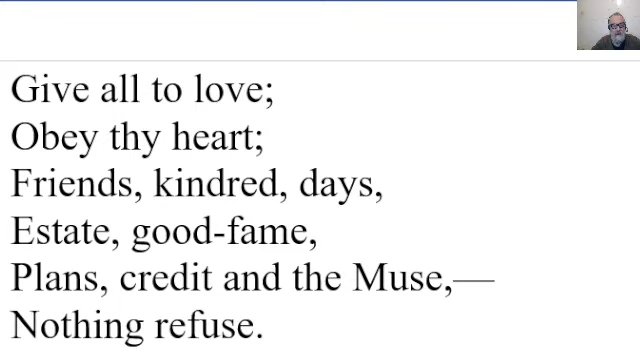 Give all to love;
Obey thy heart;
Friends, kindred, days,
Estate, good-fame,
Plans, credit and the Muse,—
Nothing refuse.